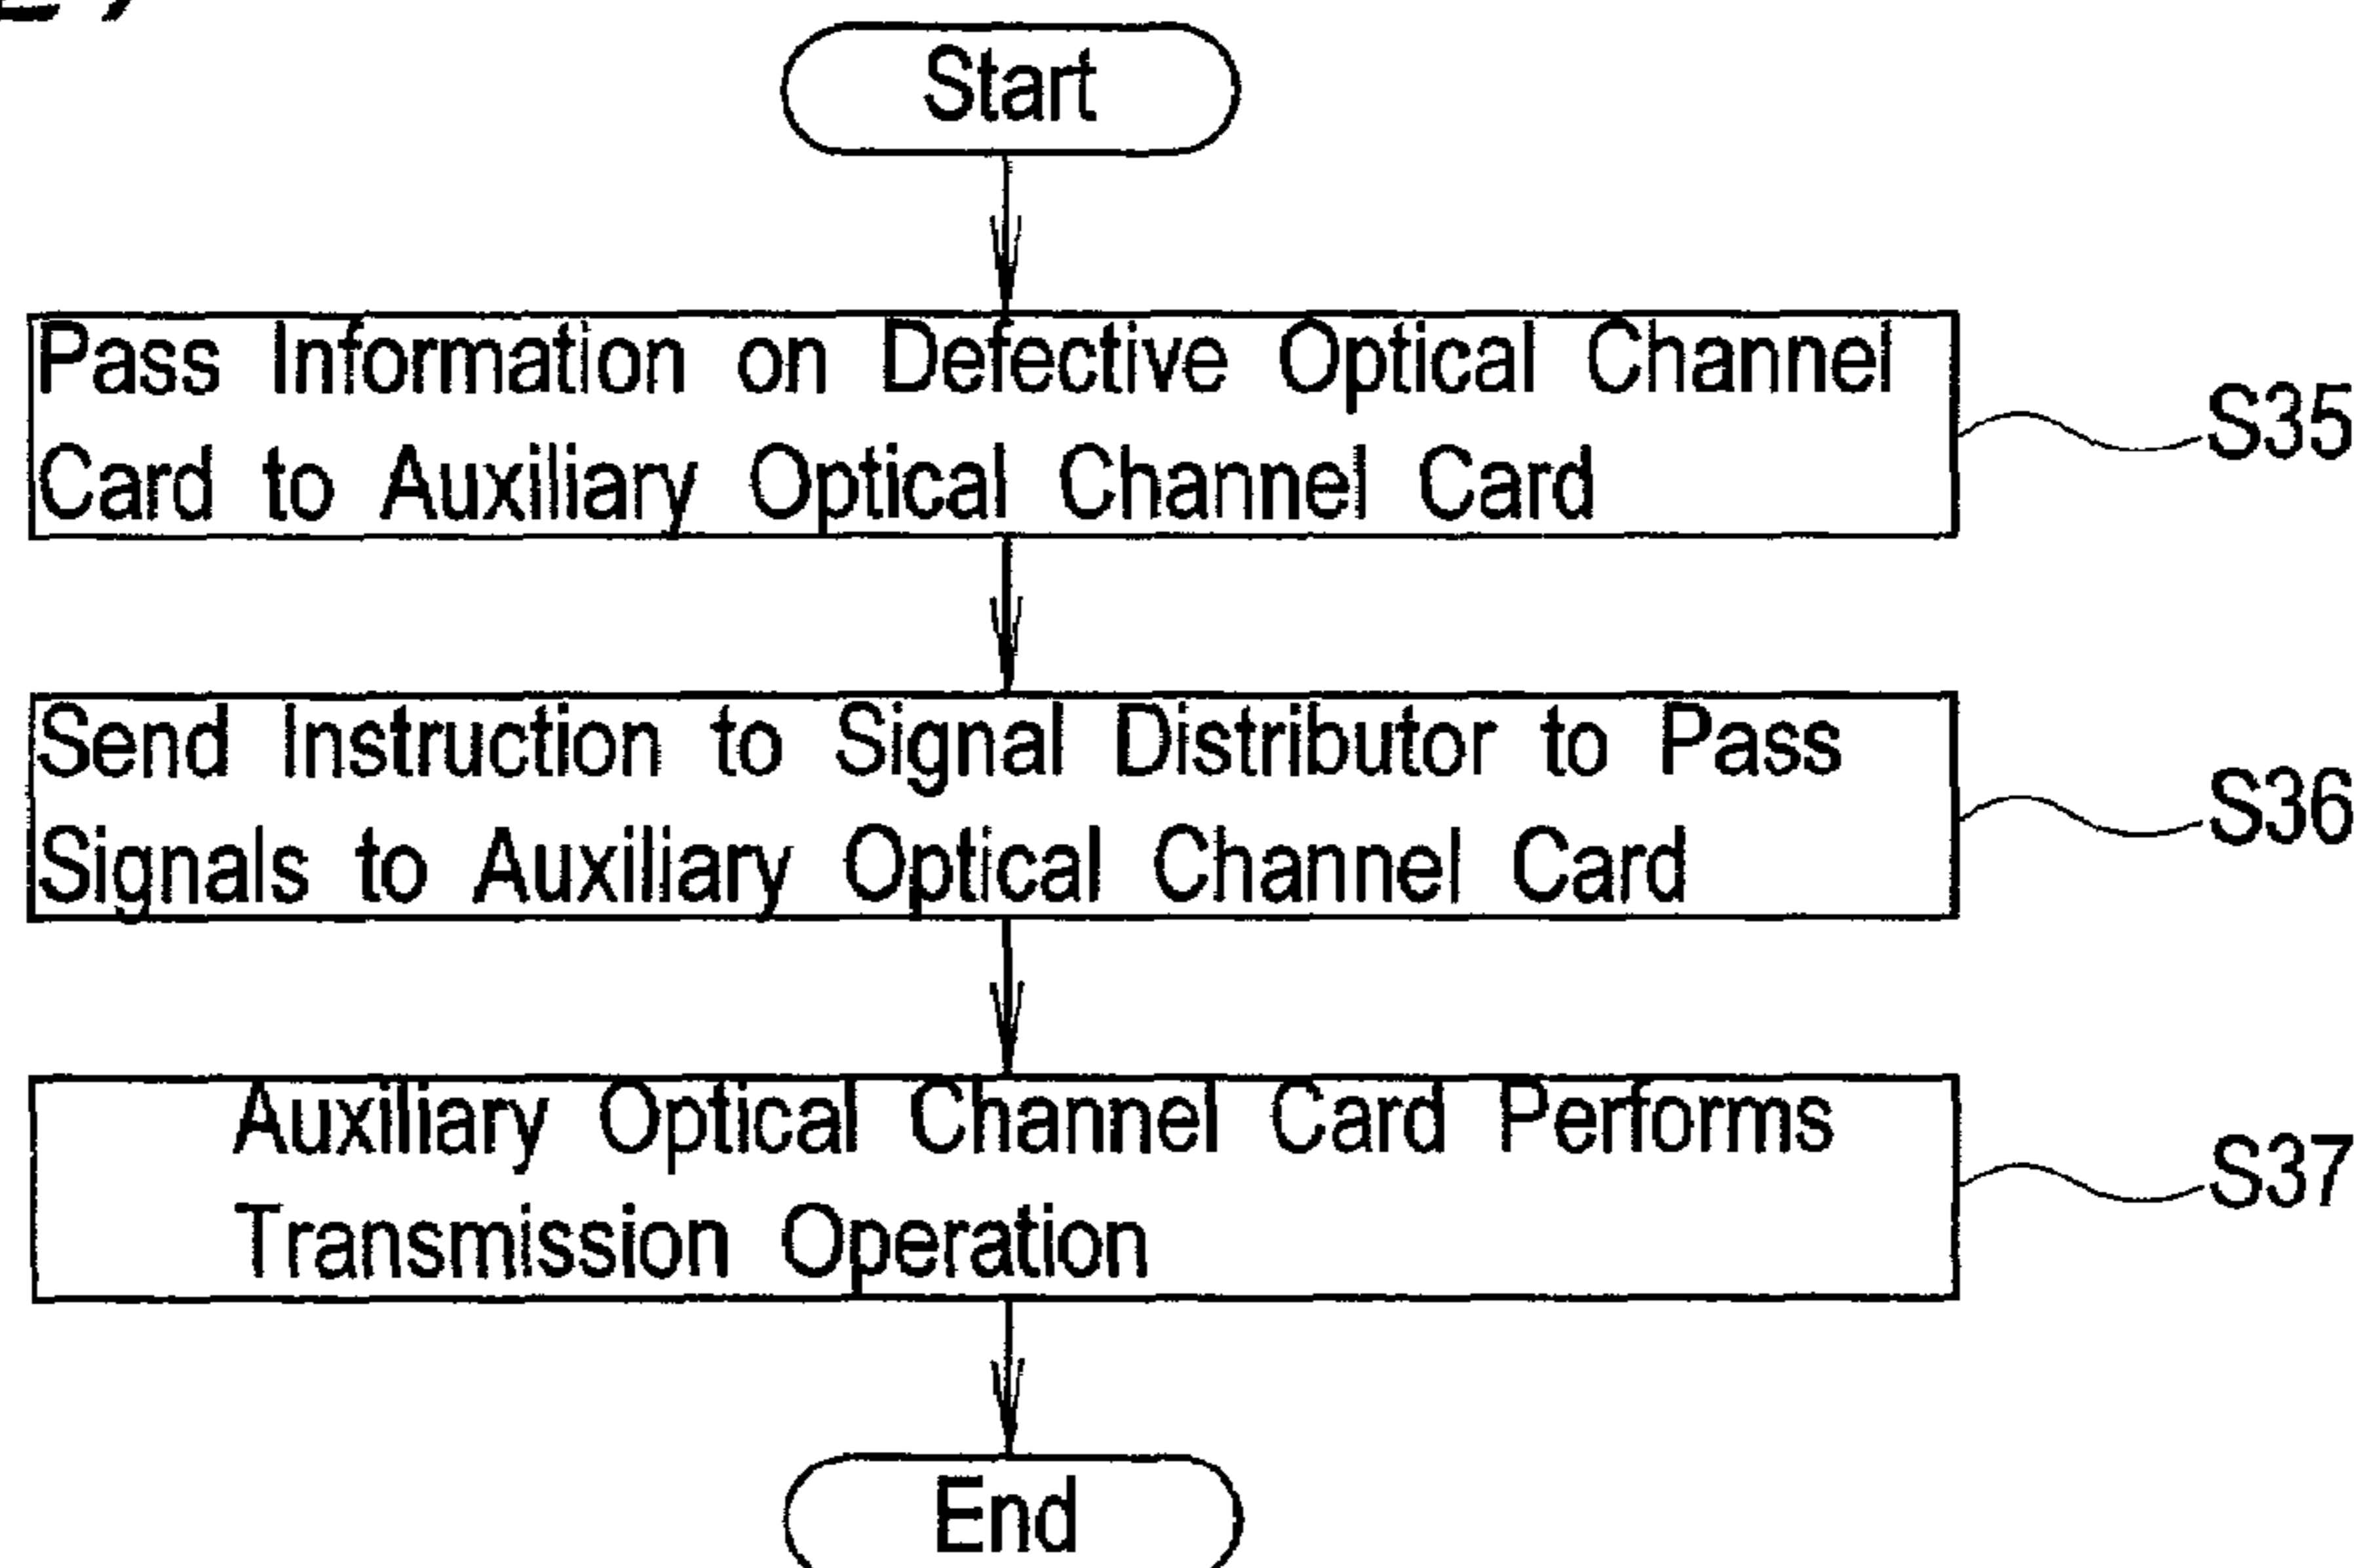 Start
Pass Information on Defective Optical Channel
Card to Auxiliary Optical Channel Card
S35
Send Instruction to Signal Distributor to Pass
Signals to Auxiliary Optical Channel Card
S36
Auxiliary Optical Channel Card Performs
Transmission Operation
S37
End